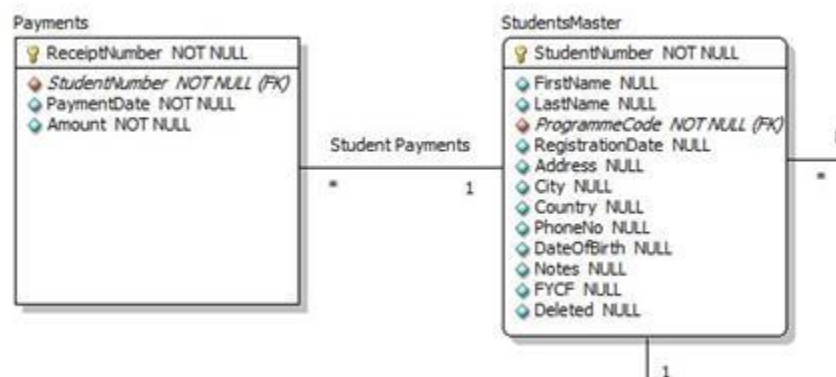 Payments
ReceiptNumber NOT NULL
StudentNumber NOT NULL (FK)
PaymentDate NOT NULL
Amount NOT NULL
Student Payments
*
1
StudentsMaster
StudentNumber NOT NULL
FirstName NULL
LastName NULL
ProgrammeCode NOT NULL (FK)
RegistrationDate NULL
Address NULL
City NULL
Country NULL
PhoneNo NULL
DateOfBirth NULL
Notes NULL
FYCF NULL
Deleted NULL
*
1